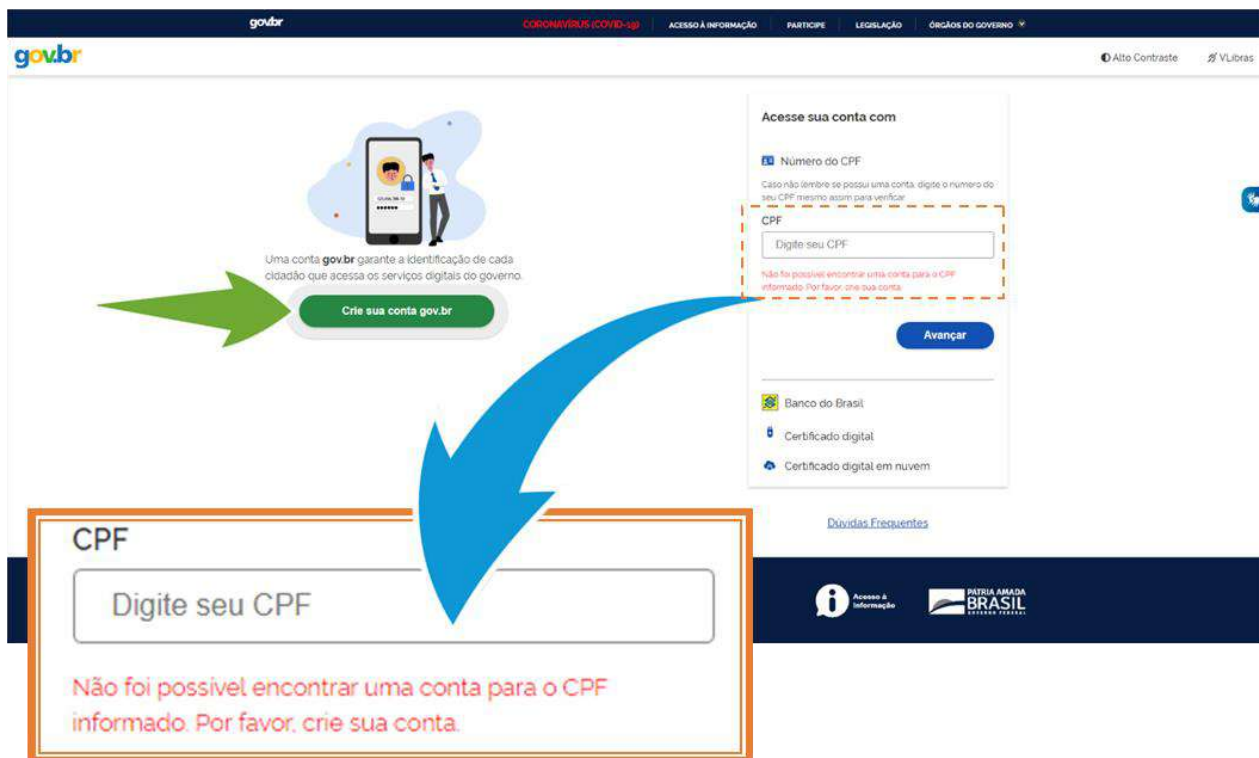 gov.br
CORONAVÍRUS (COVID-19)
ACESSO À INFORMAÇÃO
PARTICIPE
LEGISLAÇÃO
ÓRGÃOS DO GOVERNO
gov.br
Alto Contraste
VLibras
Uma conta gov.br garante a identificação de cada
cidadão que acessa os serviços digitais do governo.
Crie sua conta gov.br
Acesse sua conta com
Número do CPF
Caso não lembre se possui uma conta, digite o número do
seu CPF mesmo assim para verificar
CPF
Digite seu CPF
Não foi possível encontrar uma conta para o CPF
informado. Por favor, crie sua conta.
Avançar
Banco do Brasil
Certificado digital
Certificado digital em nuvem
Dúvidas Frequentes
CPF
Digite seu CPF
Não foi possível encontrar uma conta para o CPF
informado. Por favor, crie sua conta.
Acesso à
Informação
PÁTRIA AMADA
BRASIL
GOVERNO FEDERAL